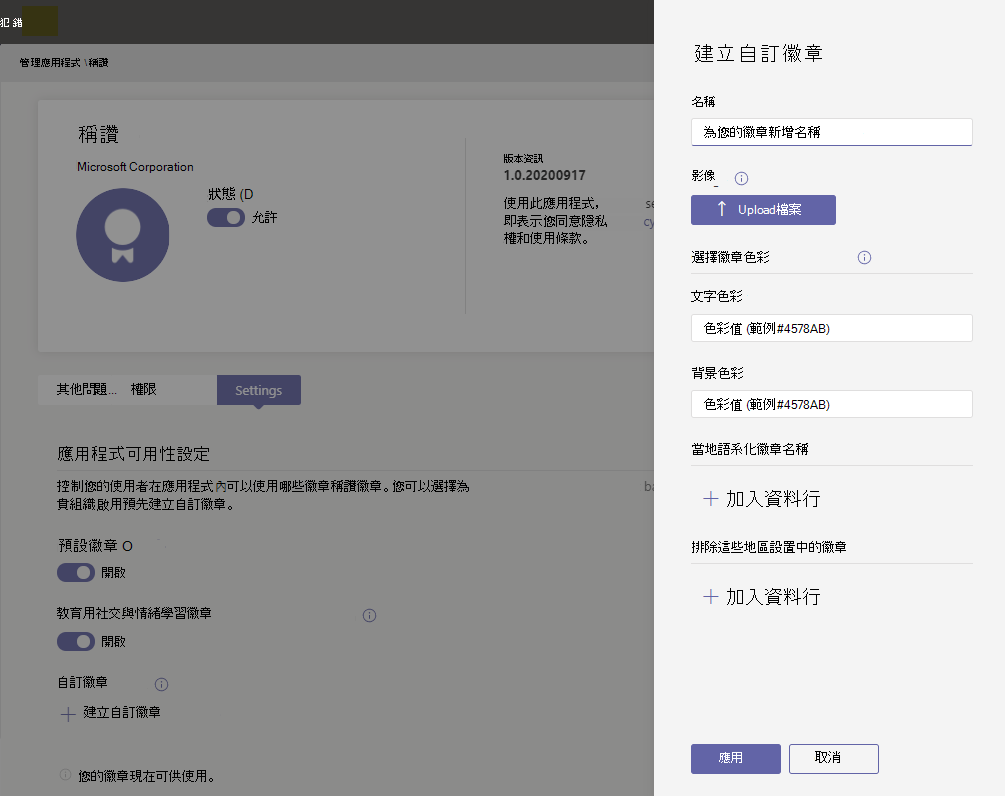 犯 錯
管理應用程式 \稱讚
稱讚
Microsoft Corporation
狀態 (D
允許
版本資訊
1.0.20200917
使用此應用程式，
即表示您同意隱私
權和使用條款。
se
cy
其他問題... 權限 Settings
應用程式可用性設定
控制您的使用者在應用程式內可以使用哪些徽章稱讚徽章。您可以選擇為
貴組織啟用預先建立自訂徽章。
ba
預設徽章 O
開啟
教育用社交與情緒學習徽章
開啟
自訂徽章
建立自訂徽章
您的徽章現在可供使用。
建立自訂徽章
名稱
為您的徽章新增名稱
影像
Upload檔案
選擇徽章色彩
文字色彩
色彩值 (範例#4578AB)
背景色彩
色彩值 (範例#4578AB)
當地語系化徽章名稱
加入資料行
排除這些地區設置中的徽章
加入資料行
應用 取消